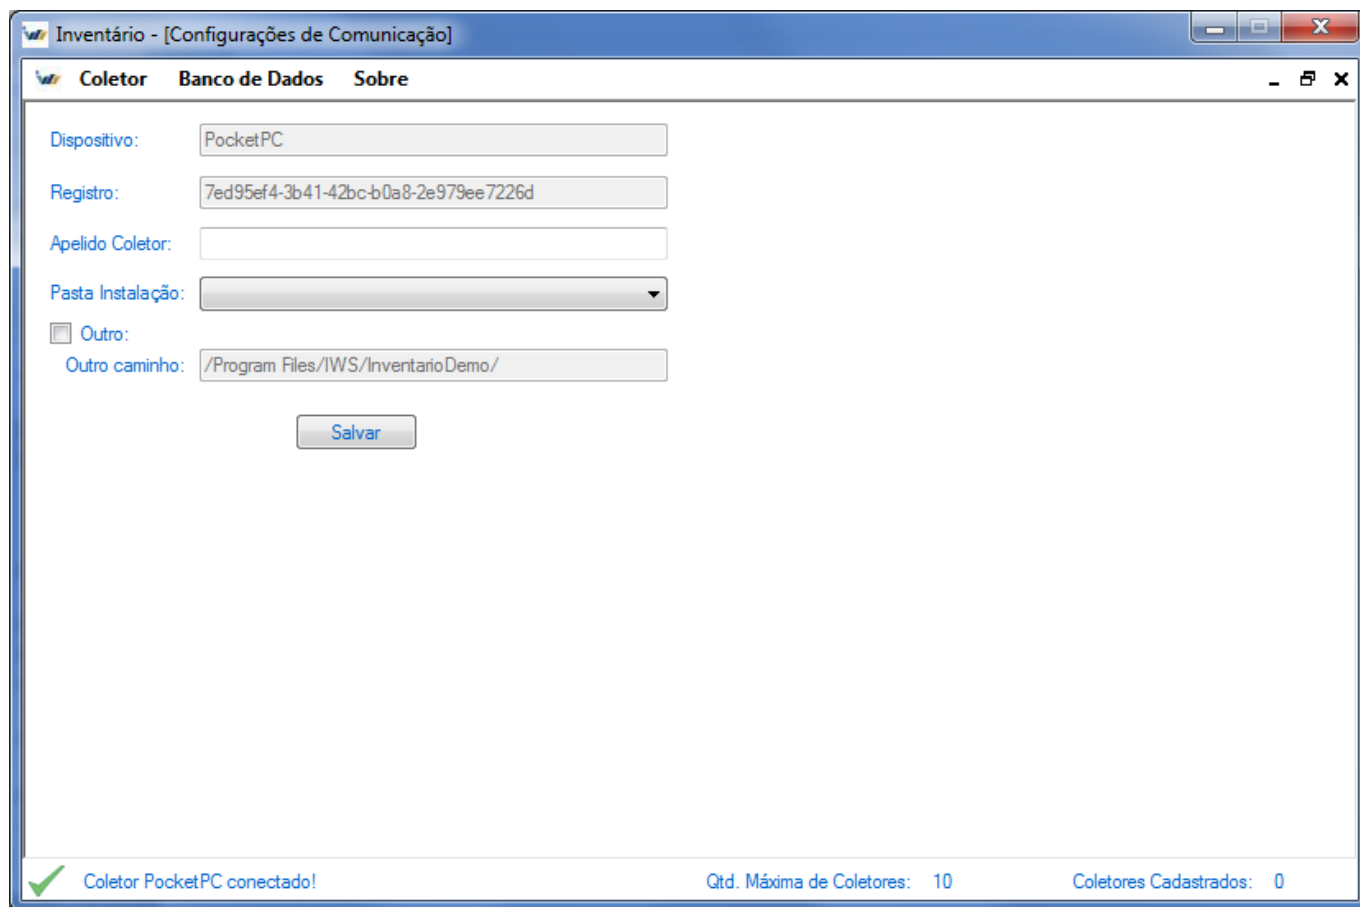 Inventário - [Configurações de Comunicação]
Coletor Banco de Dados Sobre
Dispositivo: PocketPC
Registro: 7ed95ef4-3b41-42bc-b0a8-2e979ee7226d
Apelido Coletor:
Pasta Instalação:
Outro:
Outro caminho: /Program Files/IWS/InventarioDemo/
Salvar
Coletor PocketPC conectado! Qtd. Máxima de Coletores: 10 Coletores Cadastrados: 0